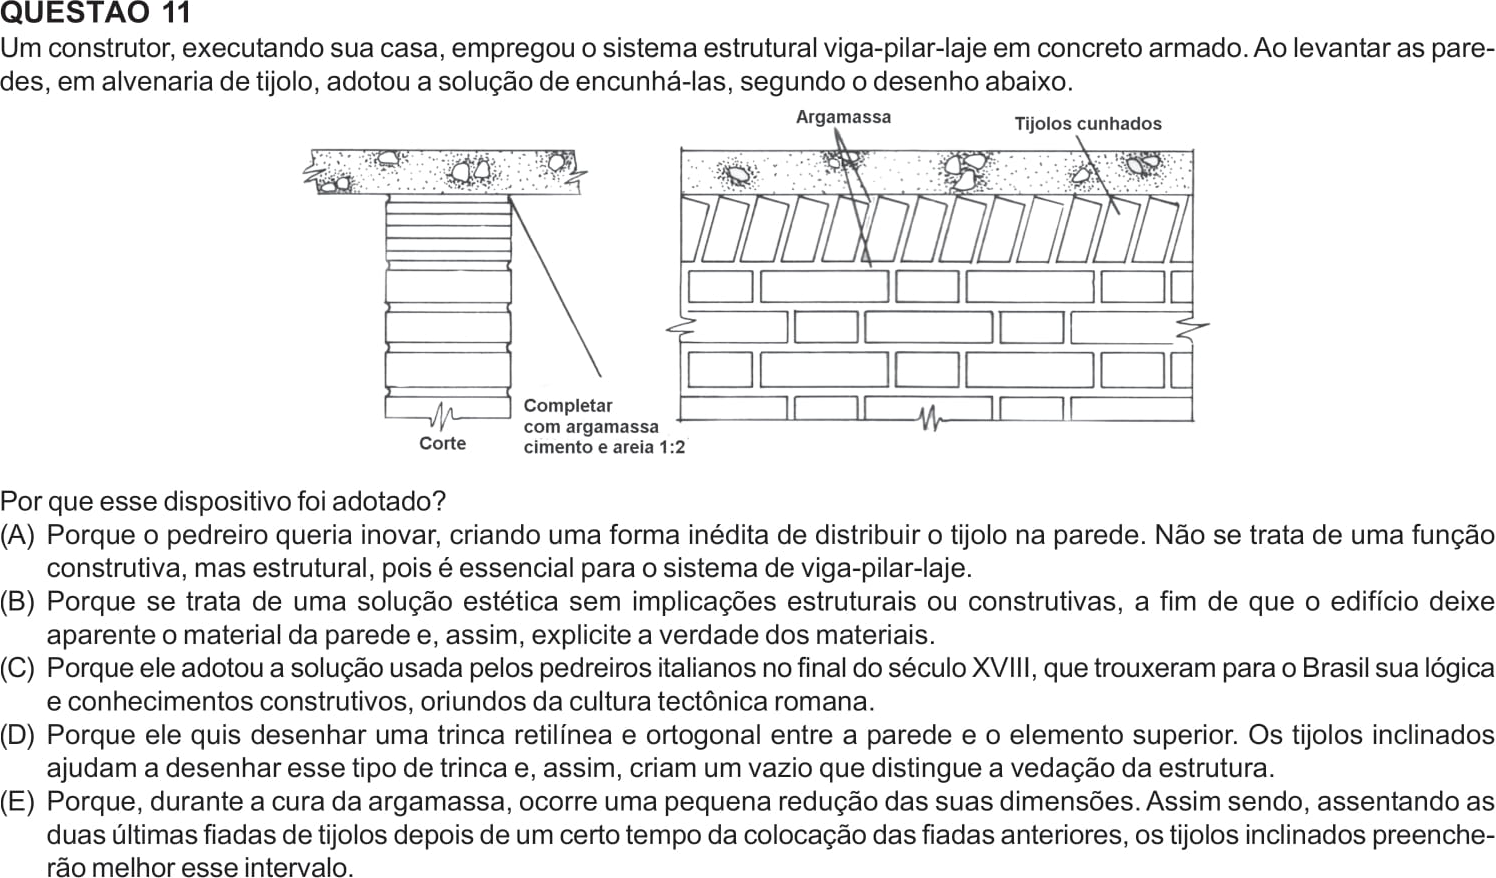 QUESTÃO 11
Um construtor, executando sua casa, empregou o sistema estrutural viga-pilar-laje em concreto armado. Ao levantar as pare-
des, em alvenaria de tijolo, adotou a solução de encunhá-las, segundo o desenho abaixo.
Argamassa
Tijolos cunhados
Completar
com argamassa
cimento e areia 1:2
Corte
Por que esse dispositivo foi adotado?
(A) Porque o pedreiro queria inovar, criando uma forma inédita de distribuir o tijolo na parede. Não se trata de uma função
construtiva, mas estrutural, pois é essencial para o sistema de viga-pilar-laje.
(B) Porque se trata de uma solução estética sem implicações estruturais ou construtivas, a fim de que o edifício deixe
aparente o material da parede e, assim, explicite a verdade dos materiais.
(C) Porque ele adotou a solução usada pelos pedreiros italianos no final do século XVIII, que trouxeram para o Brasil sua lógica
e conhecimentos construtivos, oriundos da cultura tectônica romana.
(D) Porque ele quis desenhar uma trinca retilínea e ortogonal entre a parede e o elemento superior. Os tijolos inclinados
ajudam a desenhar esse tipo de trinca e, assim, criam um vazio que distingue a vedação da estrutura.
(E) Porque, durante a cura da argamassa, ocorre uma pequena redução das suas dimensões. Assim sendo, assentando as
duas últimas fiadas de tijolos depois de um certo tempo da colocação das fiadas anteriores, os tijolos inclinados preenche-
rão melhor esse intervalo.